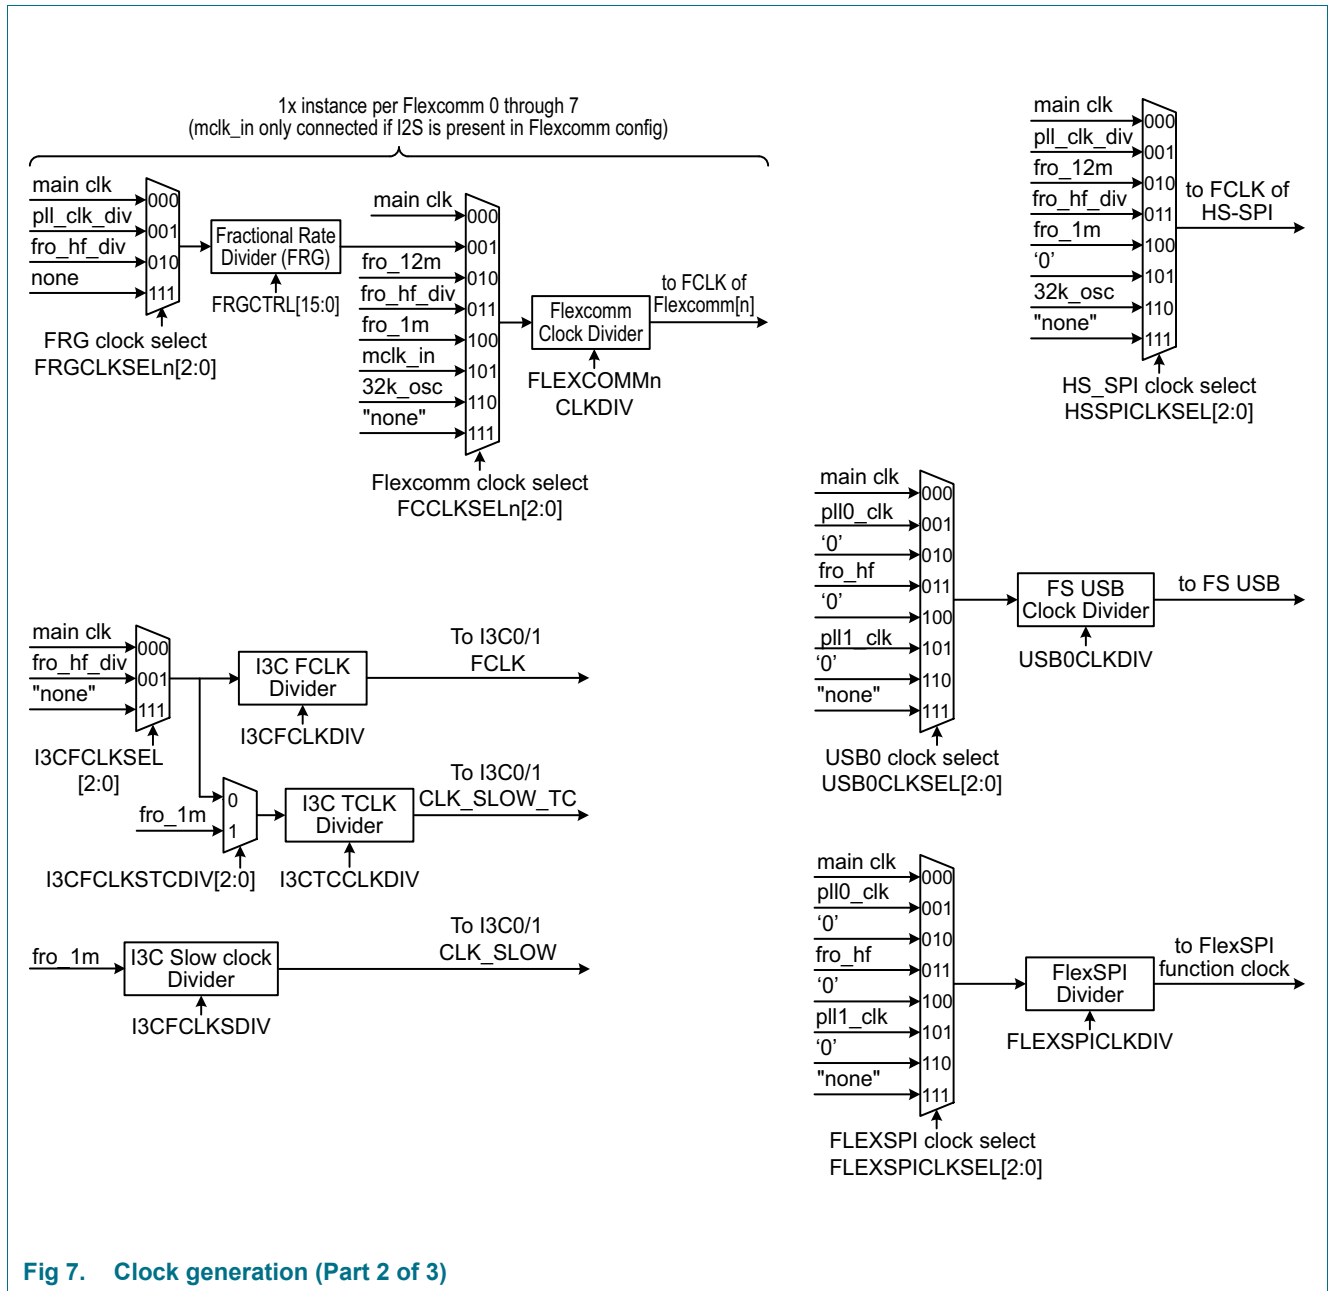 1x instance per Flexcomm 0 through 7
(mclk_in only connected if I2S is present in Flexcomm config)
main clk
000
pll_clk_div
001
fro_hf_div
010
none
111
FRG clock select
FRGCLKSELn[2:0]
Fractional Rate
Divider (FRG)
FRGCTRL[15:0]
main clk
000
001
fro_12m
010
fro_hf_div
011
fro_1m
100
mclk_in
101
32k_osc
110
"none"
111
Flexcomm clock select
FCCLKSELn[2:0]
Flexcomm
Clock Divider
FLEXCOMMn
CLKDIV
to FCLK of
Flexcomm[n]
main clk
000
pll_clk_div
001
fro_12m
010
fro_hf_div
011
fro_1m
100
‘0’
101
32k_osc
110
"none"
111
HS_SPI clock select
HSSPICLKSEL[2:0]
to FCLK of
HS-SPI
main clk
000
pll0_clk
001
‘0’
010
fro_hf
011
‘0’
100
pll1_clk
101
‘0’
110
"none"
111
USB0 clock select
USB0CLKSEL[2:0]
FS USB
Clock Divider
USB0CLKDIV
to FS USB
main clk
000
fro_hf_div
001
"none"
111
I3CFCLKSEL
[2:0]
I3C FCLK
Divider
I3CFCLKDIV
To I3C0/1
FCLK
0
fro_1m
1
I3CFCLKSTCDIV[2:0]
I3C TCLK
Divider
I3CTCCLKDIV
To I3C0/1
CLK_SLOW_TC
fro_1m
I3C Slow clock
Divider
I3CFCLKSDIV
To I3C0/1
CLK_SLOW
main clk
000
pll0_clk
001
‘0’
010
fro_hf
011
‘0’
100
pll1_clk
101
‘0’
110
"none"
111
FLEXSPI clock select
FLEXSPICLKSEL[2:0]
FlexSPI
Divider
FLEXSPICLKDIV
to FlexSPI
function clock
Fig 7. Clock generation (Part 2 of 3)